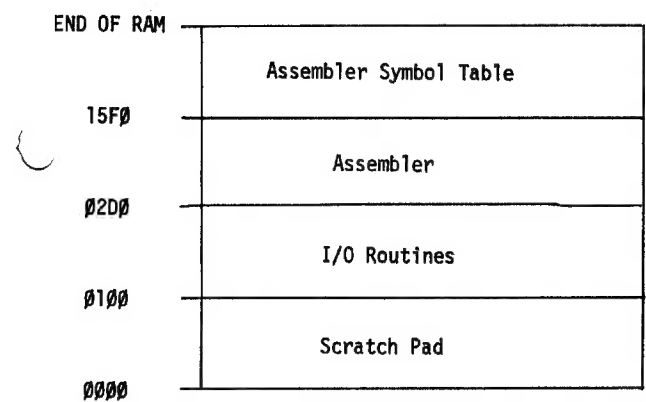 END OF RAM
Assembler Symbol Table
15FØ
Assembler
Ø2DØ
I/O Routines
Ø1ØØ
Scratch Pad
ØØØØ